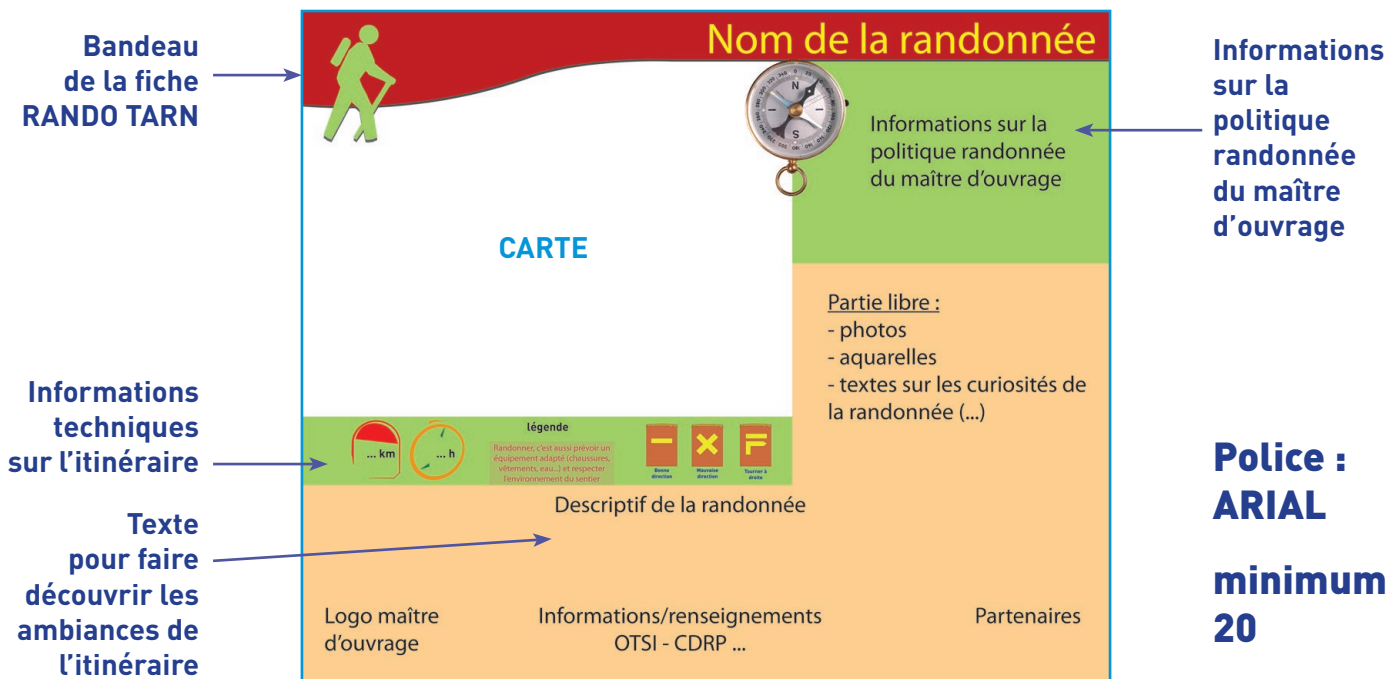 Bandeau
de la fiche
RANDO TARN
Nom de la randonnée
Informations
sur la
politique
randonnée
du maître
d'ouvrage
N
S
Informations sur la
politique randonnée
du maître d'ouvrage
CARTE
Partie libre :
- photos
- aquarelles
- textes sur les curiosités de
la randonnée (...)
Informations
techniques
sur l'itinéraire
... km
... h
légende
Randonner, c'est aussi prévoir un
équipement adapté (chaussures,
vêtements, eau...) et respecter
l'environnement du sentier
Bonne
direction
Mauvaise
direction
Tourner à
droite
Police :
ARIAL
minimum
20
Texte
pour faire
découvrir les
ambiances de
l'itinéraire
Descriptif de la randonnée
Logo maître
d'ouvrage
Informations/renseignements
OTSI - CDRP ...
Partenaires